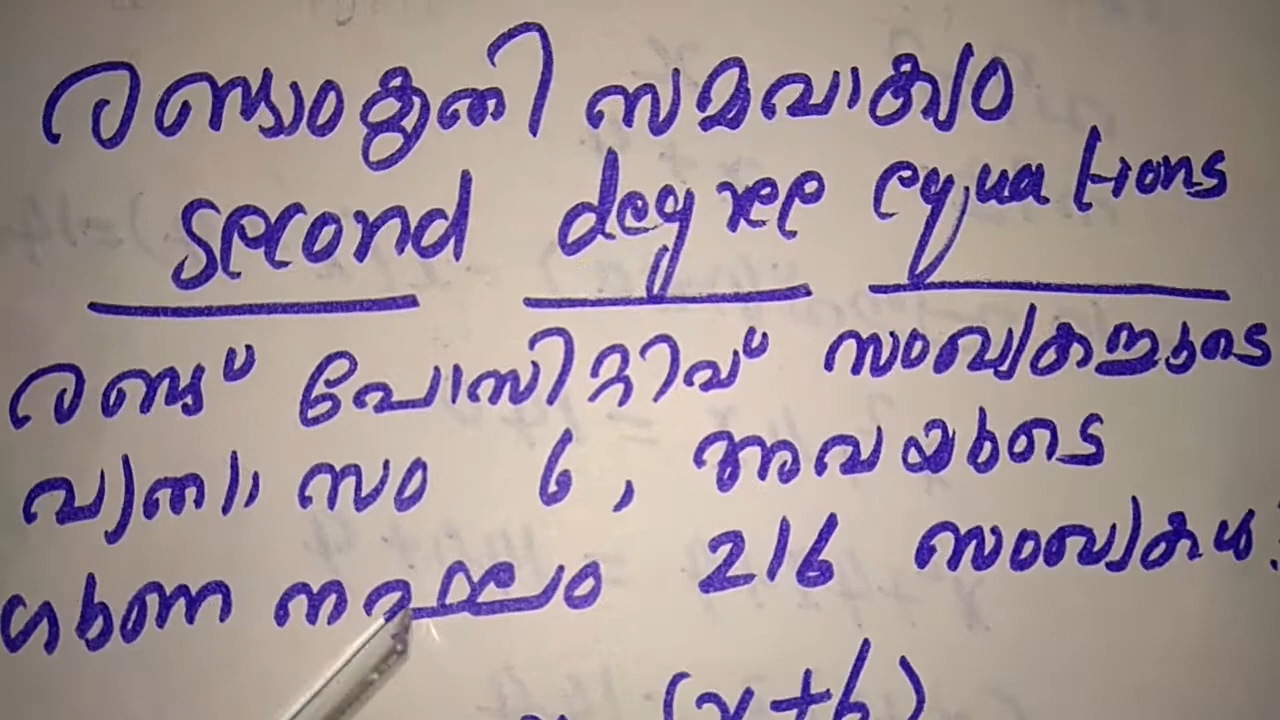 രണ്ടാംകൃതി സമവാക്യം
second degree equations
രണ്ട് പോസിറ്റീവ് സംഖ്യകളുടെ
വ്യത്യാസം 6, അവയുടെ
ഗുണനഫലം 216 സംഖ്യകൾ?
(x+6)